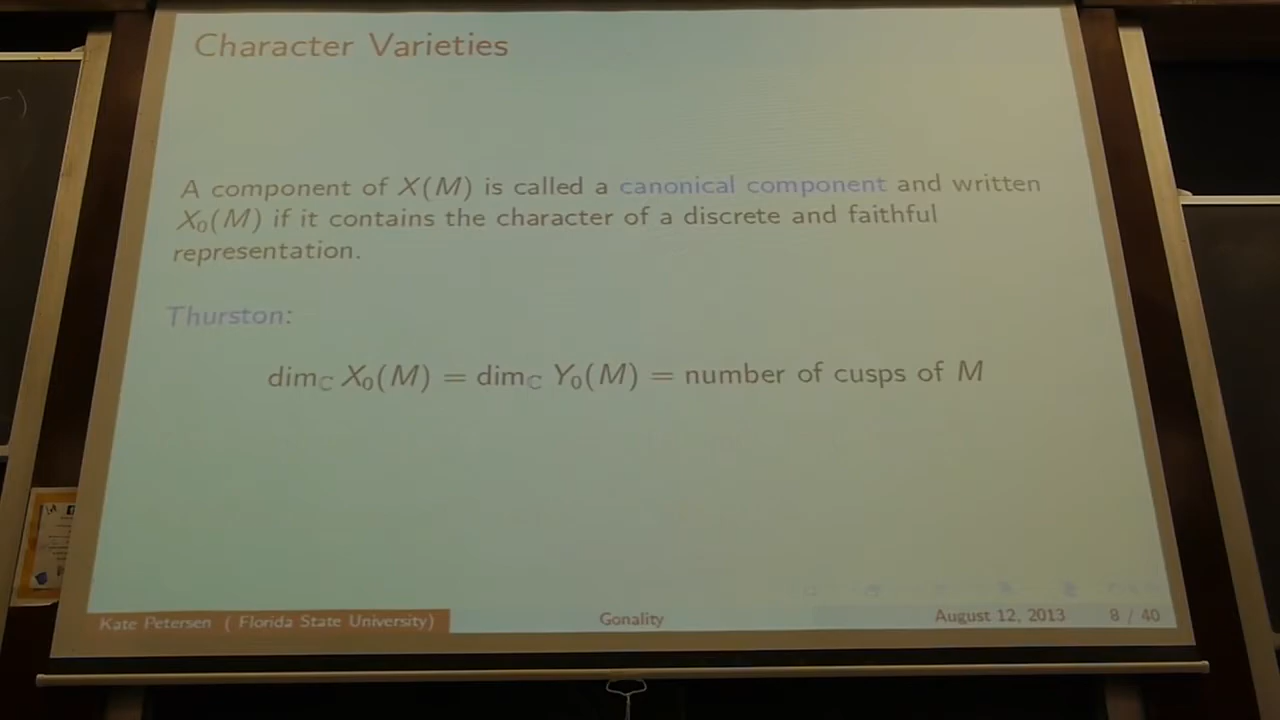 Character Varieties
A component of X(M) is called a canonical component and written
X₀(M) if it contains the character of a discrete and faithful
representation.
Thurston:
dim_ℂ X₀(M) = dim_ℂ Y₀(M) = number of cusps of M
Kate Petersen ( Florida State University) Gonality August 12, 2013 8 / 40